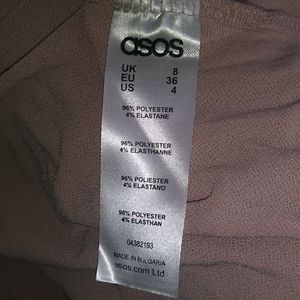 asos
UK 8
EU 36
US 4
96% POLYESTER
4% ELASTANE
96% POLYESTER
4% ELASTHANNE
96% POLIESTER
4% ELASTANO
96% POLYESTER
4% ELASTHAN
04382193
MADE IN BULGARIA
asos.com Ltd